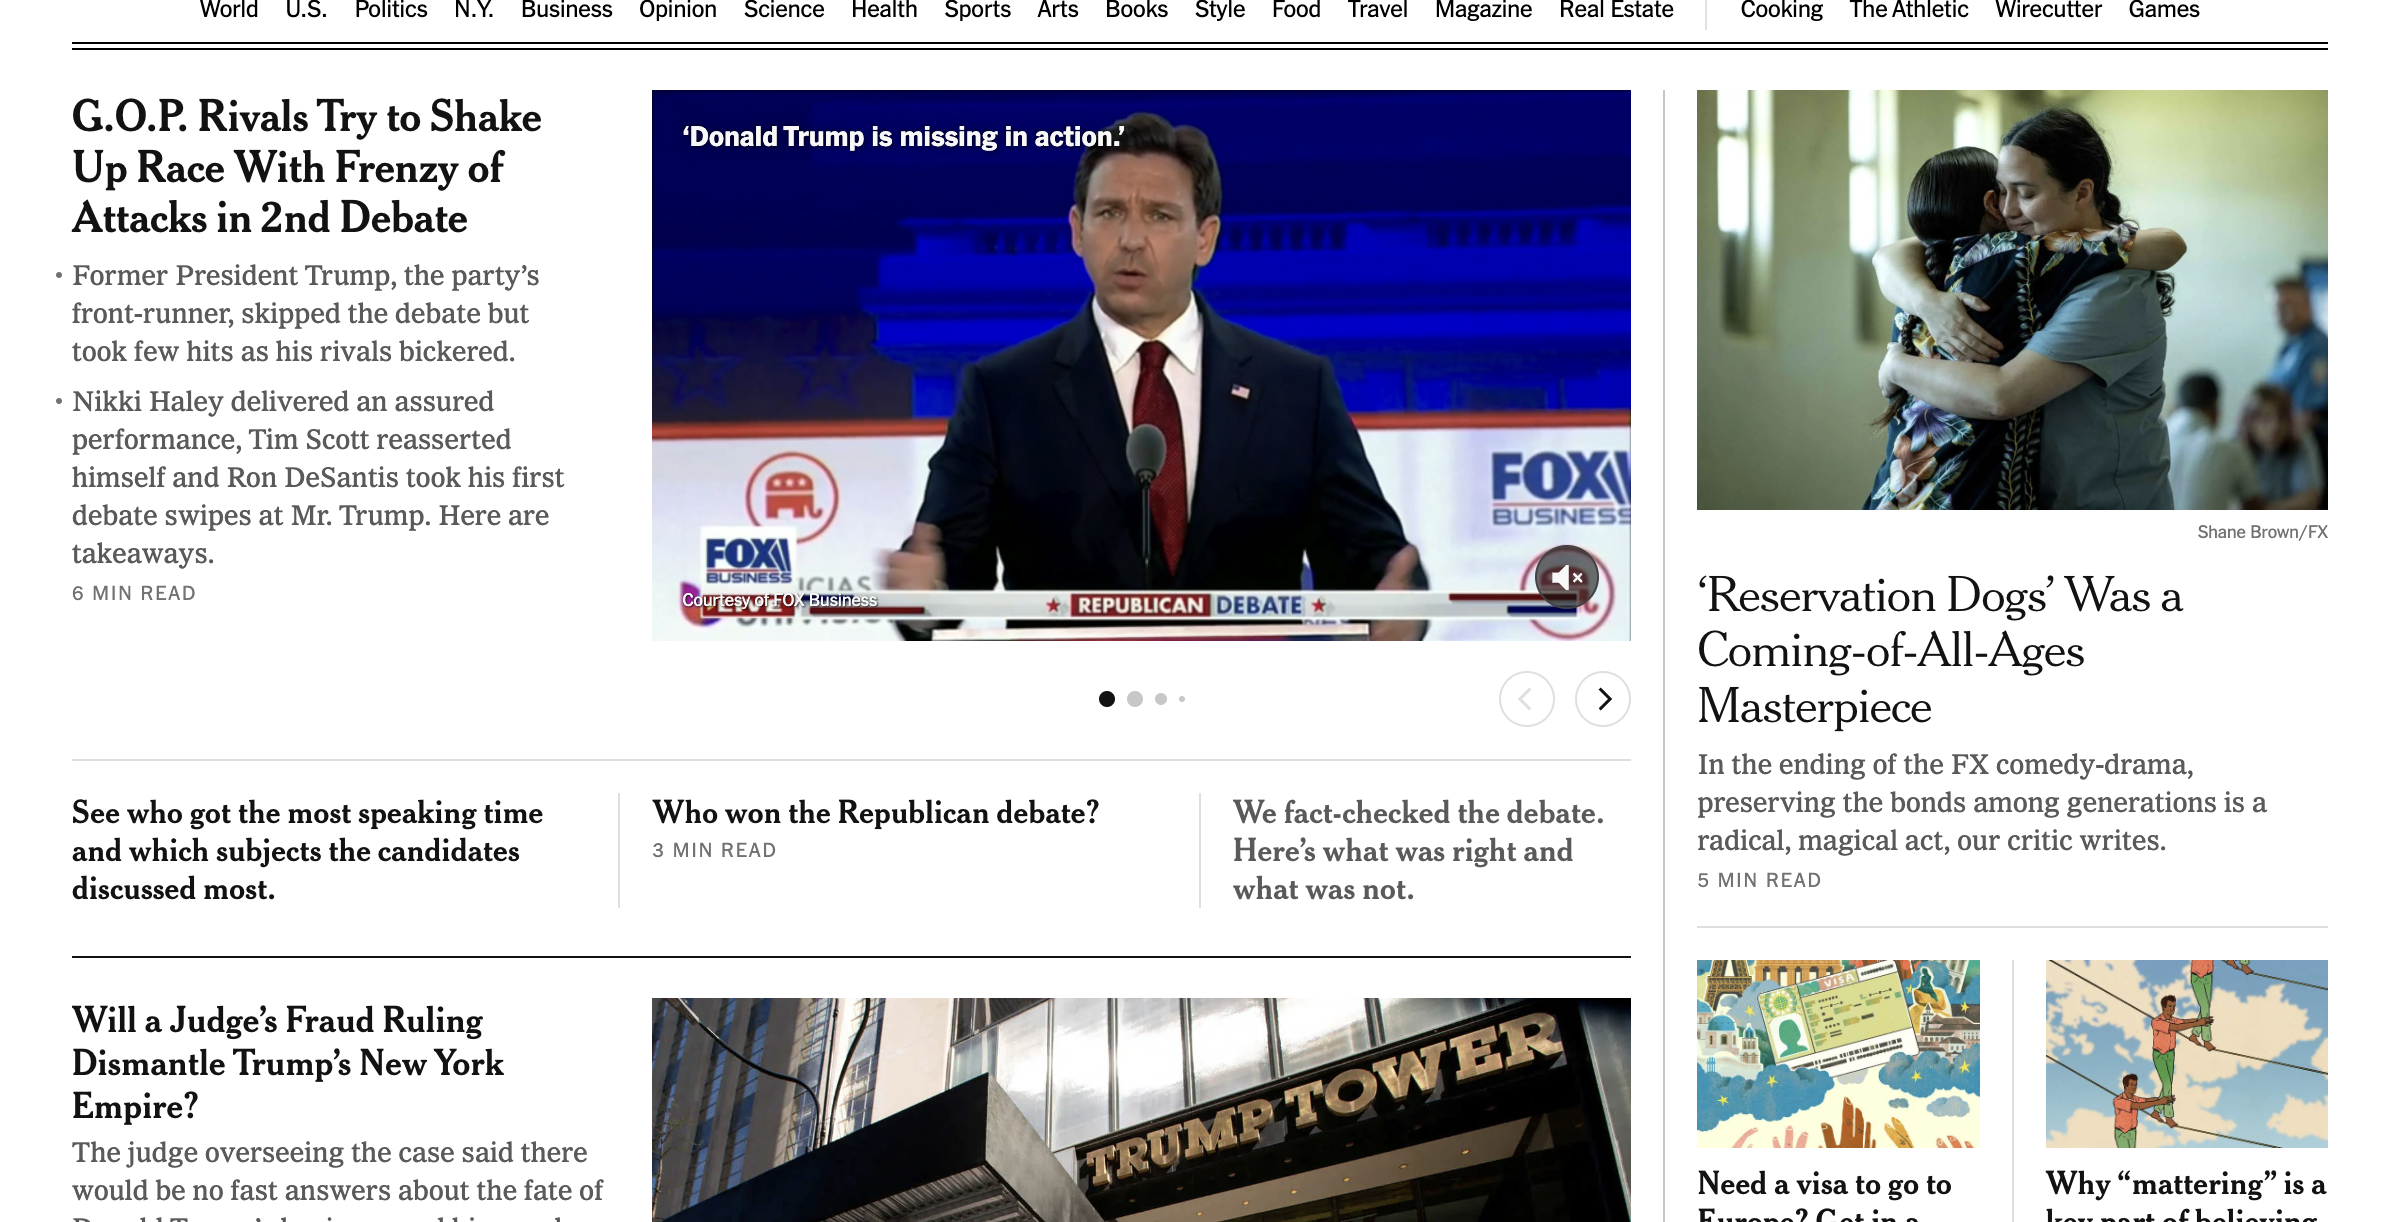 World U.S. Politics N.Y. Business Opinion Science Health Sports Arts Books Style Food Travel Magazine Real Estate Cooking The Athletic Wirecutter Games
G.O.P. Rivals Try to Shake
Up Race With Frenzy of
Attacks in 2nd Debate
• Former President Trump, the party’s
front-runner, skipped the debate but
took few hits as his rivals bickered.
• Nikki Haley delivered an assured
performance, Tim Scott reasserted
himself and Ron DeSantis took his first
debate swipes at Mr. Trump. Here are
takeaways.
6 MIN READ
‘Donald Trump is missing in action.’
FOX
BUSINESS
FOX
BUSINESS
Courtesy of FOX Business
LIVE
REPUBLICAN DEBATE
See who got the most speaking time
and which subjects the candidates
discussed most.
Who won the Republican debate?
3 MIN READ
We fact-checked the debate.
Here’s what was right and
what was not.
Will a Judge’s Fraud Ruling
Dismantle Trump’s New York
Empire?
The judge overseeing the case said there
would be no fast answers about the fate of
TRUMP TOWER
Shane Brown/FX
‘Reservation Dogs’ Was a
Coming-of-All-Ages
Masterpiece
In the ending of the FX comedy-drama,
preserving the bonds among generations is a
radical, magical act, our critic writes.
5 MIN READ
VISA
Need a visa to go to
Europe? Get in a
Why “mattering” is a
key part of believing